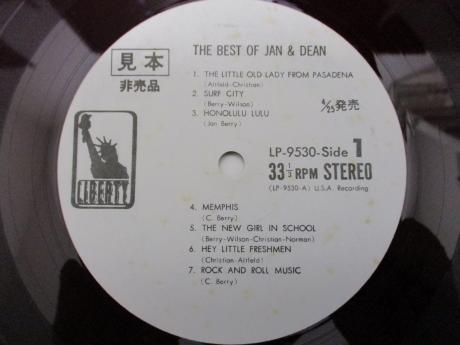 THE BEST OF JAN & DEAN
見本
非売品
1. THE LITTLE OLD LADY FROM PASADENA
(Altfeld-Christian)
2. SURF CITY
(Berry-Wilson)
3. HONOLULU LULU
(Jan Berry)
4/25発売
LP-9530-Side 1
33 1/3 RPM STEREO
(LP-9530-A) U.S.A. Recording
LIBERTY
4. MEMPHIS
(C. Berry)
5. THE NEW GIRL IN SCHOOL
(Berry-Wilson-Christian-Norman)
6. HEY LITTLE FRESHMEN
(Christian-Altfeld)
7. ROCK AND ROLL MUSIC
(C. Berry)